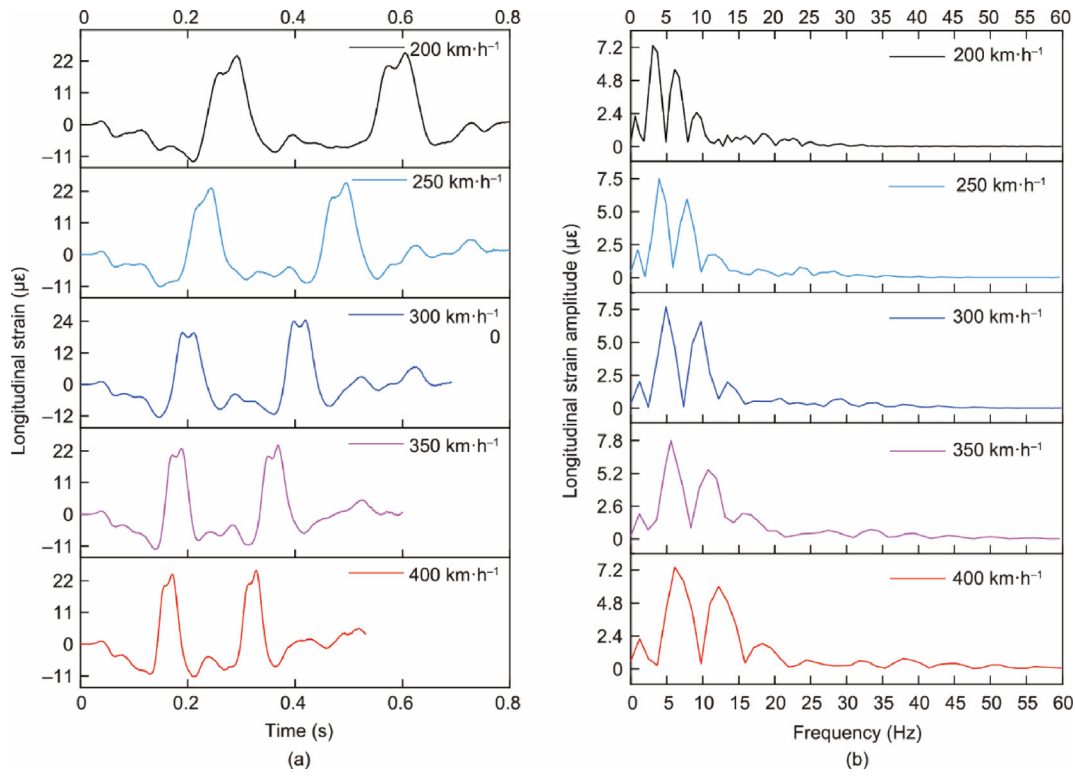 0 0.2 0.4 0.6 0.8
22 11 0 −11
200 km·h⁻¹
22 11 0 −11
250 km·h⁻¹
24 12 0 −12
300 km·h⁻¹
0
22 11 0 −11
350 km·h⁻¹
22 11 0 −11
400 km·h⁻¹
Longitudinal strain (με)
0 0.2 0.4 0.6 0.8
Time (s)
(a)
0 5 10 15 20 25 30 35 40 45 50 55 60
7.2 4.8 2.4 0
200 km·h⁻¹
7.5 5.0 2.5 0
250 km·h⁻¹
7.5 5.0 2.5 0
300 km·h⁻¹
7.8 5.2 2.6 0
350 km·h⁻¹
7.2 4.8 2.4 0
400 km·h⁻¹
Longitudinal strain amplitude (με)
0 5 10 15 20 25 30 35 40 45 50 55 60
Frequency (Hz)
(b)